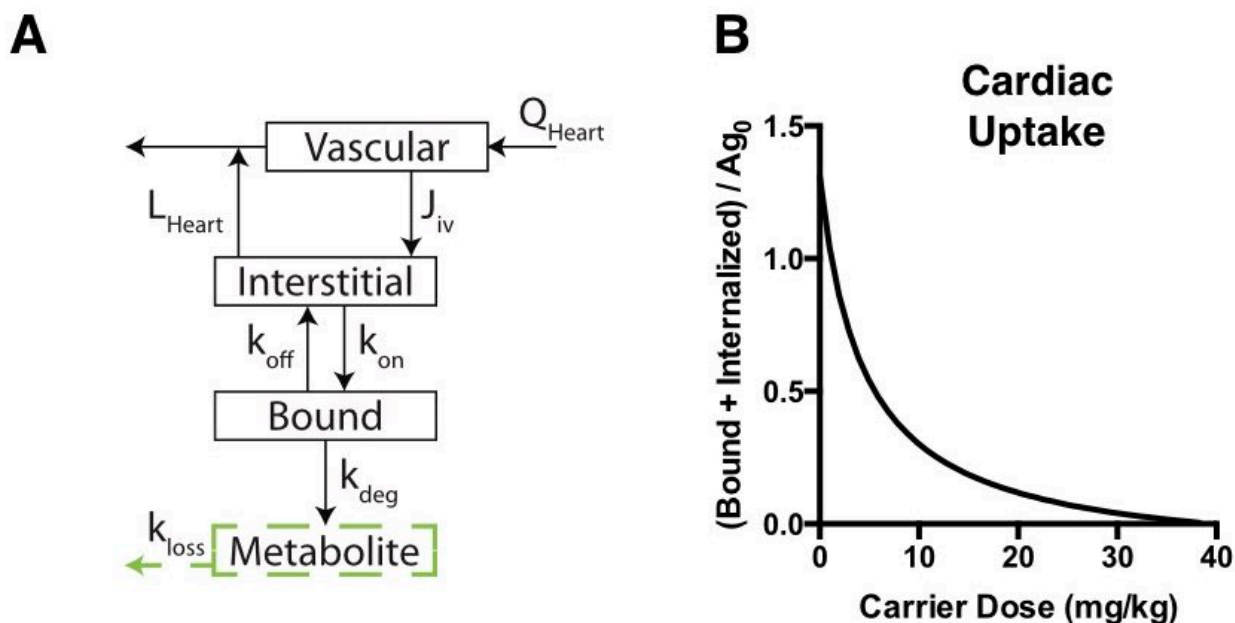 A
Q_Heart
Vascular
L_Heart
J_iv
Interstitial
k_off
k_on
Bound
k_deg
k_loss
Metabolite
B
Cardiac
Uptake
(Bound + Internalized) / Ag₀
1.5
1.0
0.5
0.0
0 10 20 30 40
Carrier Dose (mg/kg)